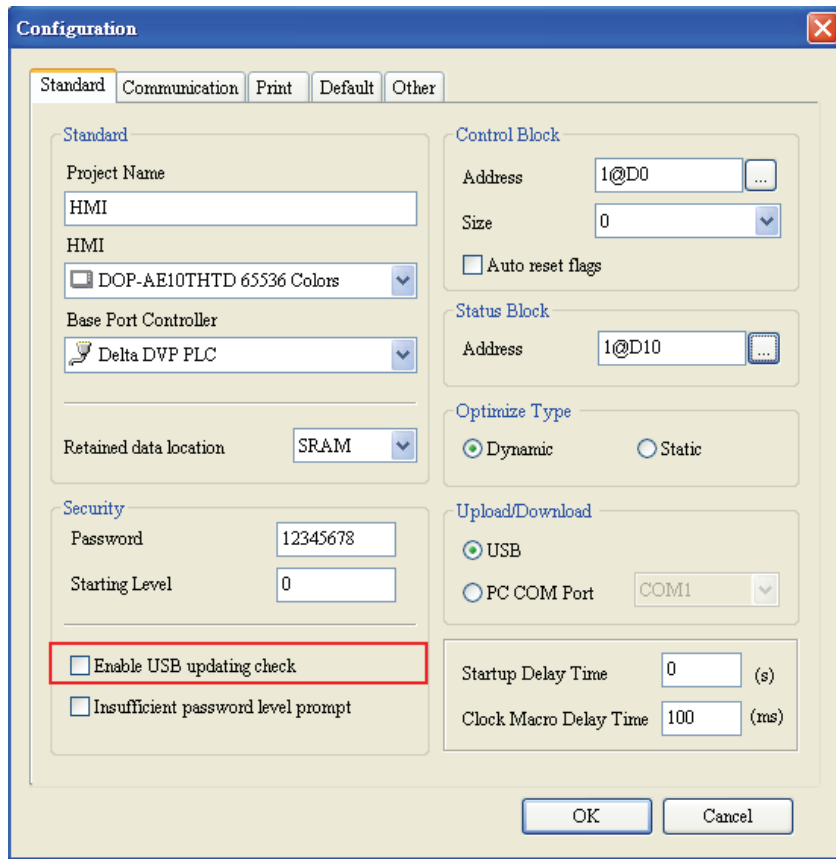 Configuration
Standard Communication Print Default Other
Standard
Project Name
HMI
HMI
DOP-AE10THTD 65536 Colors
Base Port Controller
Delta DVP PLC
Retained data location SRAM
Security
Password 12345678
Starting Level 0
Enable USB updating check
Insufficient password level prompt
Control Block
Address 1@D0 ...
Size 0
Auto reset flags
Status Block
Address 1@D10 ...
Optimize Type
Dynamic Static
Upload/Download
USB
PC COM Port COM1
Startup Delay Time 0 (s)
Clock Macro Delay Time 100 (ms)
OK Cancel